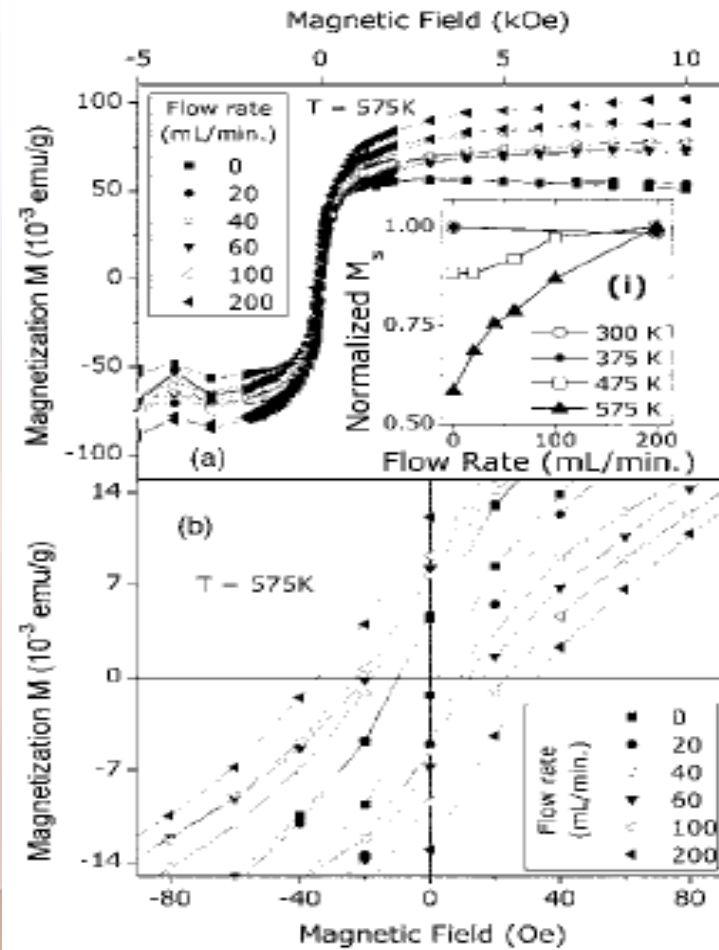 Magnetic Field (kOe)
-5 0 5 10
Magnetization M (10⁻³ emu/g)
100
50
0
-50
-100
Flow rate
(mL/min.)
0
20
40
60
100
200
T = 575K
(a)
Normalized Mₛ
1.00
0.75
0.50
(i)
300 K
375 K
475 K
575 K
0 100 200
Flow Rate (mL/min.)
Magnetization M (10⁻³ emu/g)
14
7
0
-7
-14
(b)
T = 575K
Flow rate
(mL/min.)
0
20
40
60
100
200
-80 -40 0 40 80
Magnetic Field (Oe)